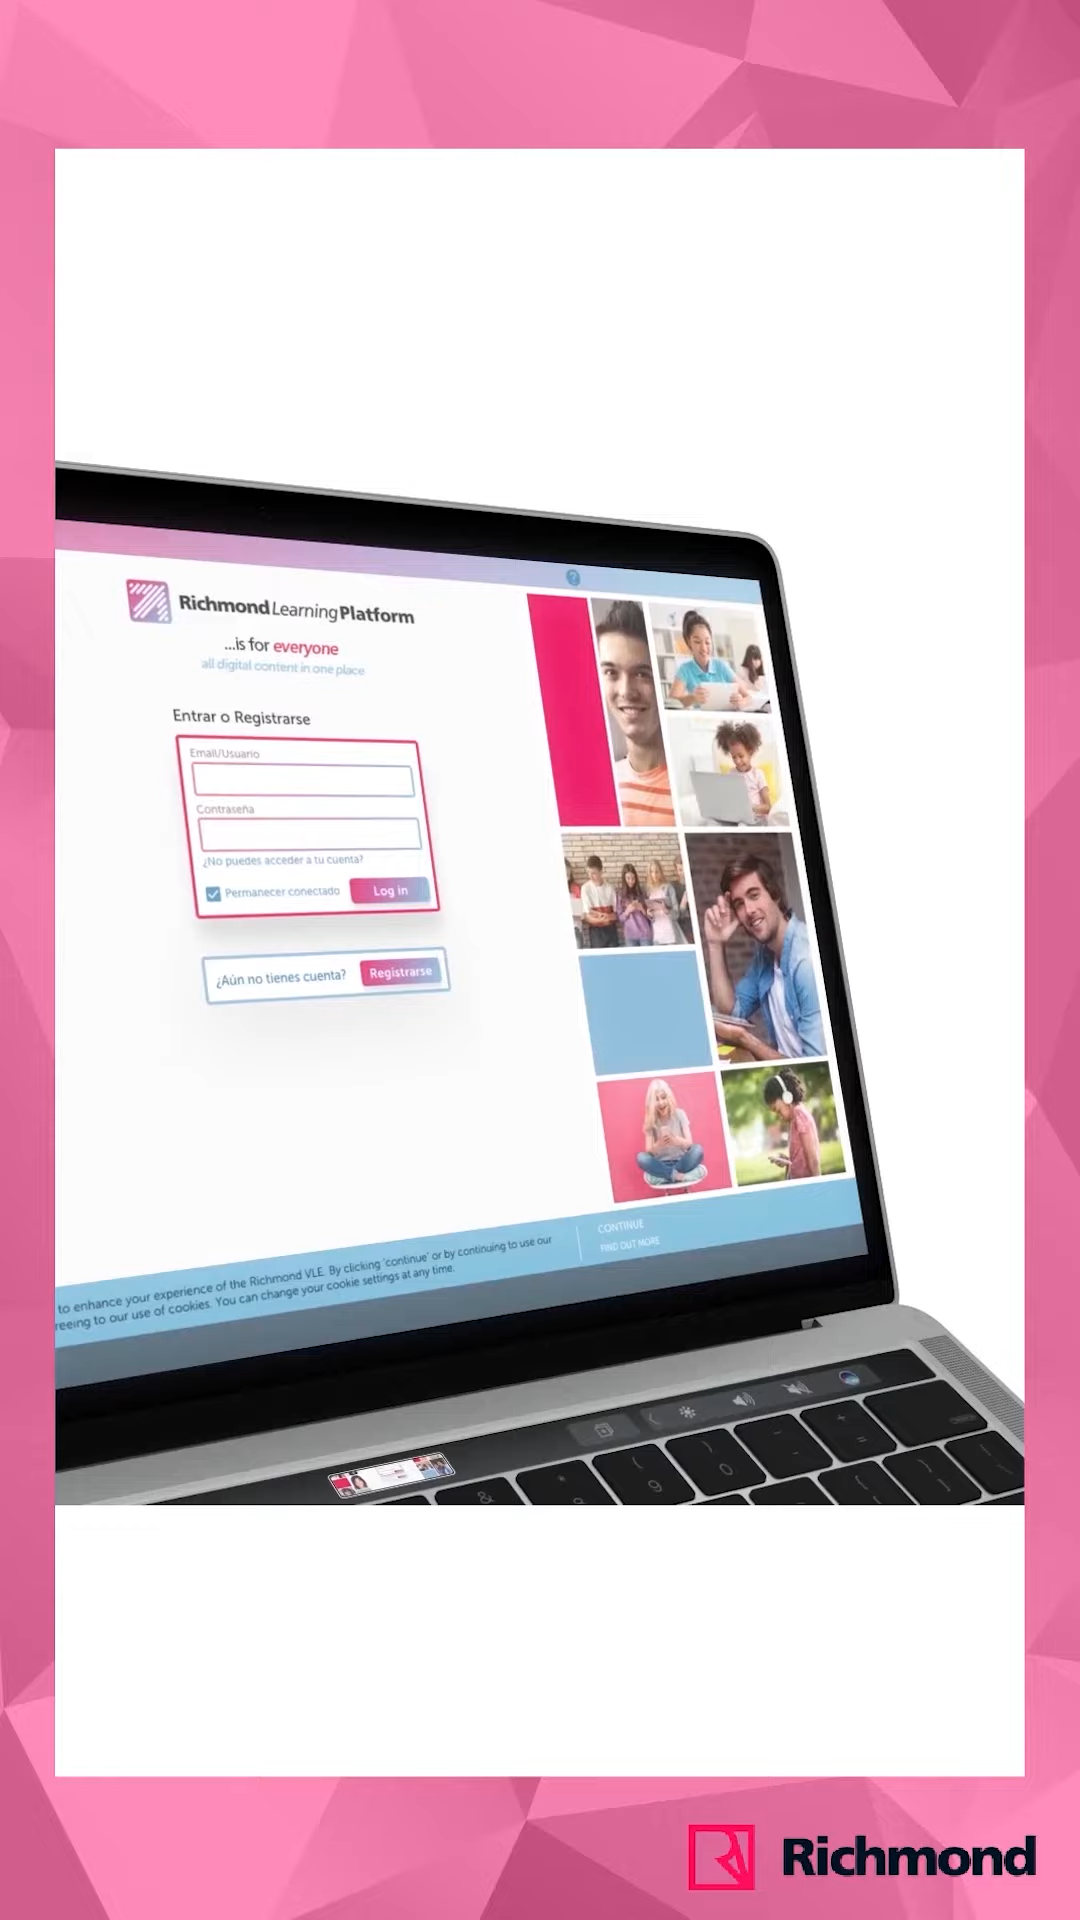 Richmond Learning Platform
...is for everyone
all digital content in one place
Entrar o Registrarse
Email/Usuario
Contraseña
¿No puedes acceder a tu cuenta?
Permanecer conectado
Log in
¿Aún no tienes cuenta?
Registrarse
to enhance your experience of the Richmond VLE. By clicking 'continue' or by continuing to use our
reeing to our use of cookies. You can change your cookie settings at any time.
CONTINUE
FIND OUT MORE
Richmond